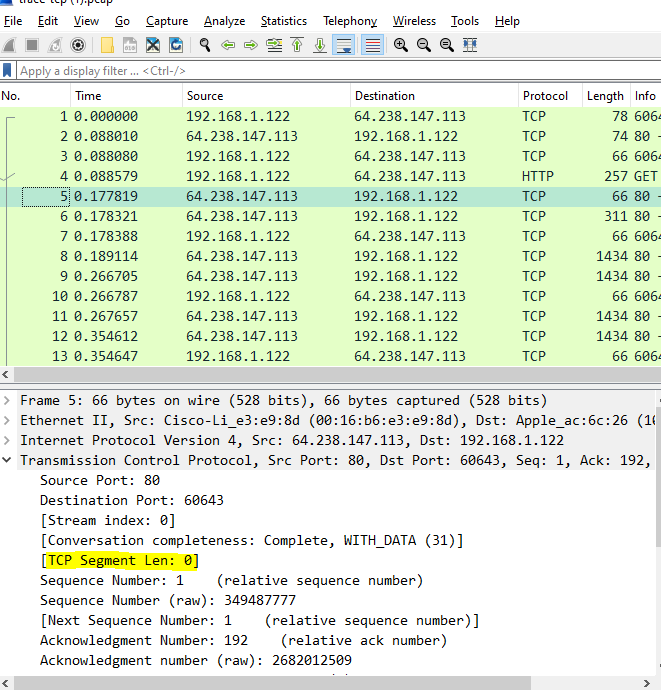 trace-tcp (1).pcap
File Edit View Go Capture Analyze Statistics Telephony Wireless Tools Help
Apply a display filter ... <Ctrl-/>
No. Time Source Destination Protocol Length Info
1 0.000000 192.168.1.122 64.238.147.113 TCP 78 6064
2 0.088010 64.238.147.113 192.168.1.122 TCP 74 80 -
3 0.088080 192.168.1.122 64.238.147.113 TCP 66 6064
4 0.088579 192.168.1.122 64.238.147.113 HTTP 257 GET
5 0.177819 64.238.147.113 192.168.1.122 TCP 66 80 -
6 0.178321 64.238.147.113 192.168.1.122 TCP 311 80 -
7 0.178388 192.168.1.122 64.238.147.113 TCP 66 6064
8 0.189114 64.238.147.113 192.168.1.122 TCP 1434 80 -
9 0.266705 64.238.147.113 192.168.1.122 TCP 1434 80 -
10 0.266787 192.168.1.122 64.238.147.113 TCP 66 6064
11 0.267657 64.238.147.113 192.168.1.122 TCP 1434 80 -
12 0.354612 64.238.147.113 192.168.1.122 TCP 1434 80 -
13 0.354647 192.168.1.122 64.238.147.113 TCP 66 6064
Frame 5: 66 bytes on wire (528 bits), 66 bytes captured (528 bits)
Ethernet II, Src: Cisco-Li_e3:e9:8d (00:16:b6:e3:e9:8d), Dst: Apple_ac:6c:26 (10
Internet Protocol Version 4, Src: 64.238.147.113, Dst: 192.168.1.122
Transmission Control Protocol, Src Port: 80, Dst Port: 60643, Seq: 1, Ack: 192,
Source Port: 80
Destination Port: 60643
[Stream index: 0]
[Conversation completeness: Complete, WITH_DATA (31)]
[TCP Segment Len: 0]
Sequence Number: 1 (relative sequence number)
Sequence Number (raw): 349487777
[Next Sequence Number: 1 (relative sequence number)]
Acknowledgment Number: 192 (relative ack number)
Acknowledgment number (raw): 2682012509